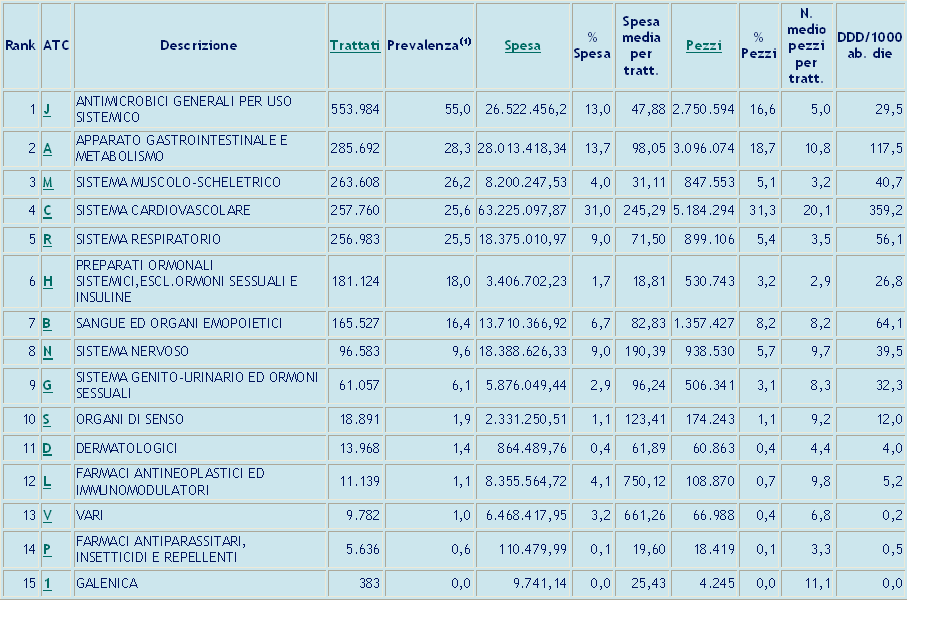 Rank ATC Descrizione Trattati Prevalenza(1) Spesa % Spesa Spesa media per tratt. Pezzi % Pezzi N. medio pezzi per tratt. DDD/1000 ab. die
1 J ANTIMICROBICI GENERALI PER USO SISTEMICO 553.984 55,0 26.522.456,2 13,0 47,88 2.750.594 16,6 5,0 29,5
2 A APPARATO GASTROINTESTINALE E METABOLISMO 285.692 28,3 28.013.418,34 13,7 98,05 3.096.074 18,7 10,8 117,5
3 M SISTEMA MUSCOLO-SCHELETRICO 263.608 26,2 8.200.247,53 4,0 31,11 847.553 5,1 3,2 40,7
4 C SISTEMA CARDIOVASCOLARE 257.760 25,6 63.225.097,87 31,0 245,29 5.184.294 31,3 20,1 359,2
5 R SISTEMA RESPIRATORIO 256.983 25,5 18.375.010,97 9,0 71,50 899.106 5,4 3,5 56,1
6 H PREPARATI ORMONALI SISTEMICI,ESCL.ORMONI SESSUALI E INSULINE 181.124 18,0 3.406.702,23 1,7 18,81 530.743 3,2 2,9 26,8
7 B SANGUE ED ORGANI EMOPOIETICI 165.527 16,4 13.710.366,92 6,7 82,83 1.357.427 8,2 8,2 64,1
8 N SISTEMA NERVOSO 96.583 9,6 18.388.626,33 9,0 190,39 938.530 5,7 9,7 39,5
9 G SISTEMA GENITO-URINARIO ED ORMONI SESSUALI 61.057 6,1 5.876.049,44 2,9 96,24 506.341 3,1 8,3 32,3
10 S ORGANI DI SENSO 18.891 1,9 2.331.250,51 1,1 123,41 174.243 1,1 9,2 12,0
11 D DERMATOLOGICI 13.968 1,4 864.489,76 0,4 61,89 60.863 0,4 4,4 4,0
12 L FARMACI ANTINEOPLASTICI ED IMMUNOMODULATORI 11.139 1,1 8.355.564,72 4,1 750,12 108.870 0,7 9,8 5,2
13 V VARI 9.782 1,0 6.468.417,95 3,2 661,26 66.988 0,4 6,8 0,2
14 P FARMACI ANTIPARASSITARI, INSETTICIDI E REPELLENTI 5.636 0,6 110.479,99 0,1 19,60 18.419 0,1 3,3 0,5
15 1 GALENICA 383 0,0 9.741,14 0,0 25,43 4.245 0,0 11,1 0,0